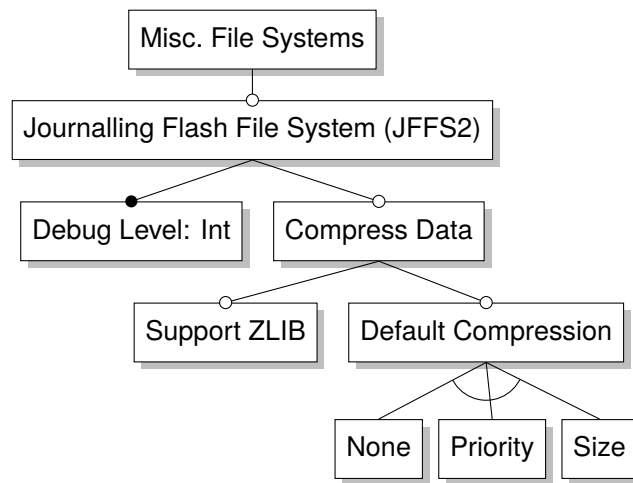 Misc. File Systems
Journalling Flash File System (JFFS2)
Debug Level: Int
Compress Data
Support ZLIB
Default Compression
None
Priority
Size